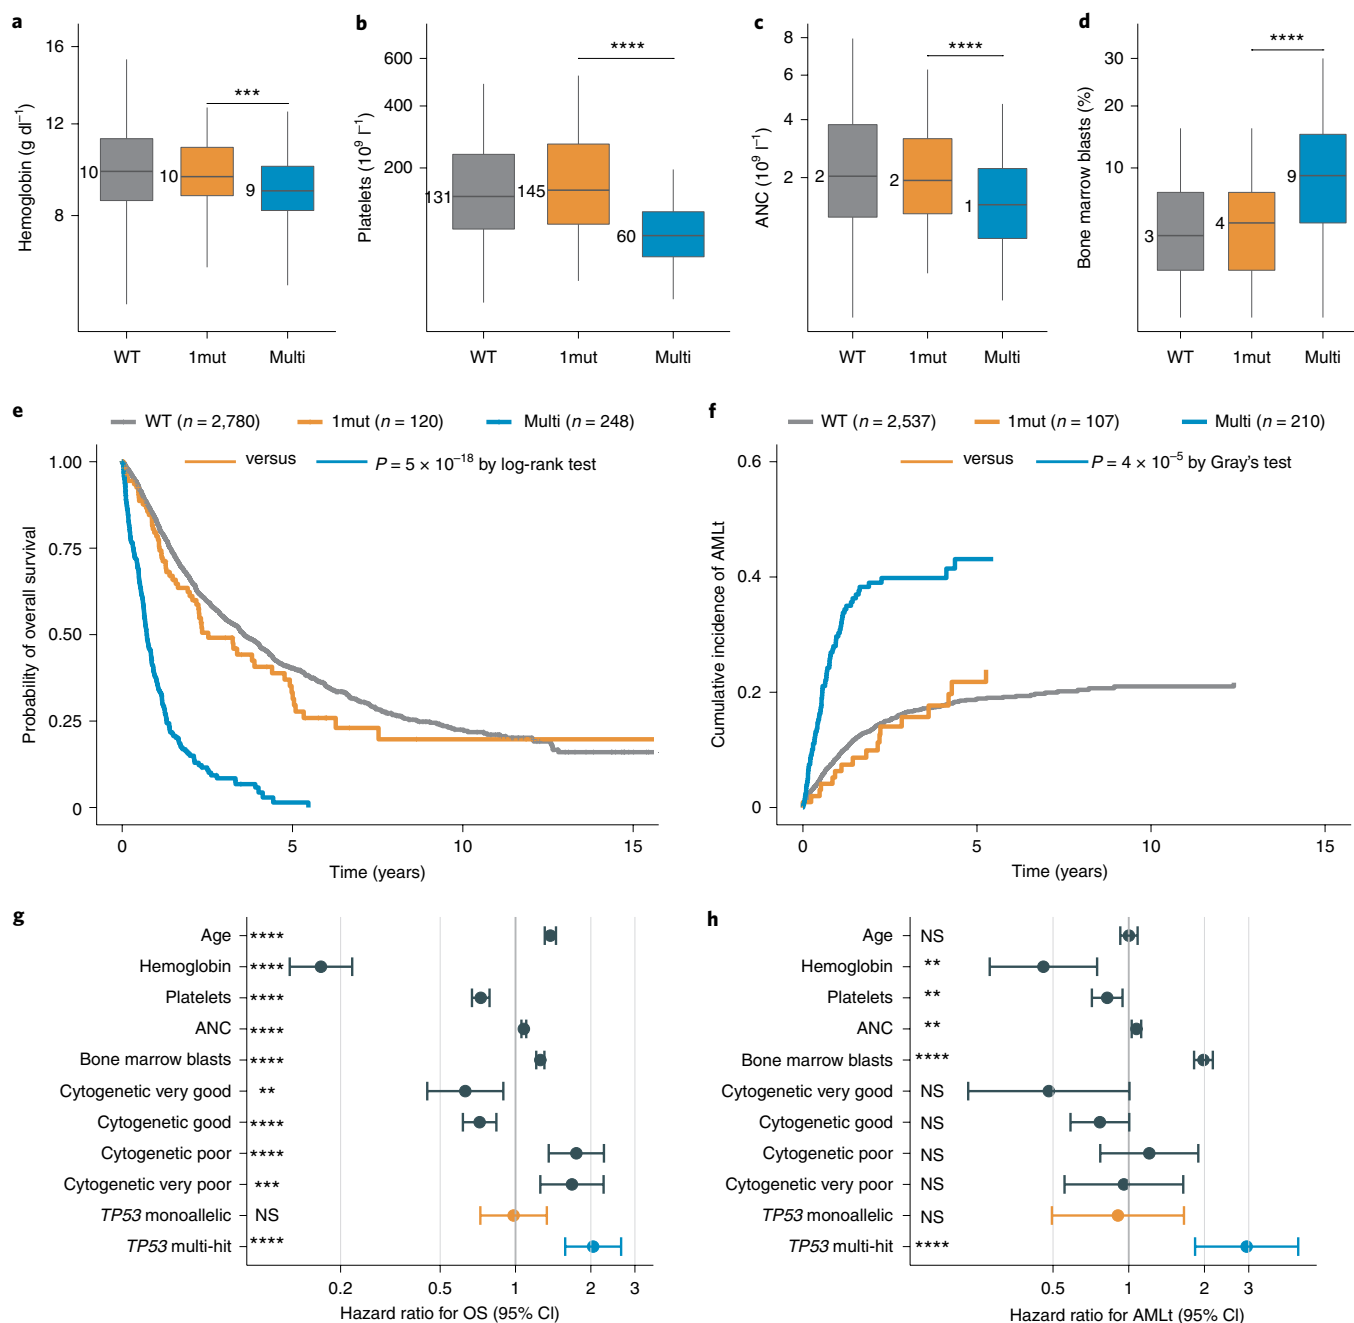 a
Hemoglobin (g dl−1)
16
12
8
10
10
9
***
WT
1mut
Multi
b
Platelets (10^9 l−1)
600
400
200
131
145
60
****
WT
1mut
Multi
c
ANC (10^9 l−1)
8
6
4
2
2
2
1
****
WT
1mut
Multi
d
Bone marrow blasts (%)
30
20
10
3
4
9
****
WT
1mut
Multi
e
WT (n = 2,780) 1mut (n = 120) Multi (n = 248)
versus P = 5 × 10−18 by log-rank test
Probability of overall survival
1.00
0.75
0.50
0.25
0
0 5 10 15
Time (years)
f
WT (n = 2,537) 1mut (n = 107) Multi (n = 210)
versus P = 4 × 10−5 by Gray's test
Cumulative incidence of AMLt
0.6
0.4
0.2
0
0 5 10 15
Time (years)
g
Age ****
Hemoglobin ****
Platelets ****
ANC ****
Bone marrow blasts ****
Cytogenetic very good **
Cytogenetic good ****
Cytogenetic poor ****
Cytogenetic very poor ***
TP53 monoallelic NS
TP53 multi-hit ****
0.2 0.5 1 2 3
Hazard ratio for OS (95% CI)
h
Age NS
Hemoglobin **
Platelets **
ANC **
Bone marrow blasts ****
Cytogenetic very good NS
Cytogenetic good NS
Cytogenetic poor NS
Cytogenetic very poor NS
TP53 monoallelic NS
TP53 multi-hit ****
0.5 1 2 3
Hazard ratio for AMLt (95% CI)